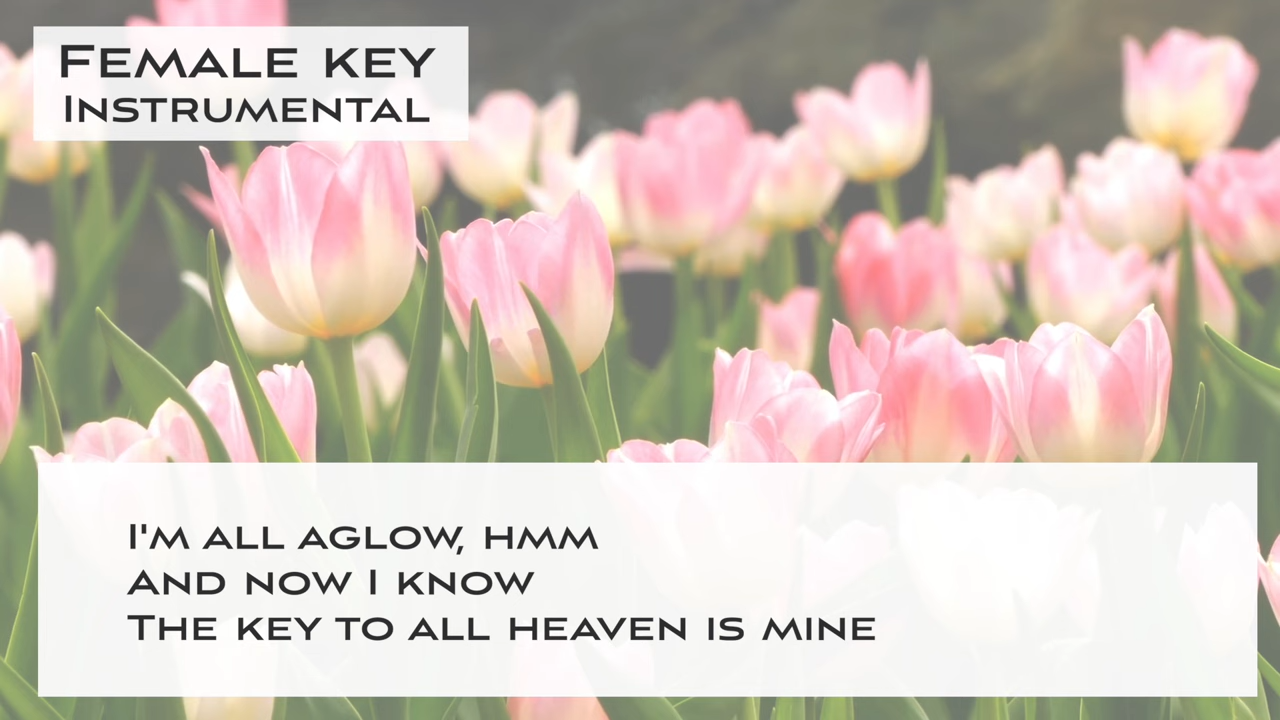 Female key
Instrumental
I'm all aglow, hmm
And now I know
The key to all heaven is mine